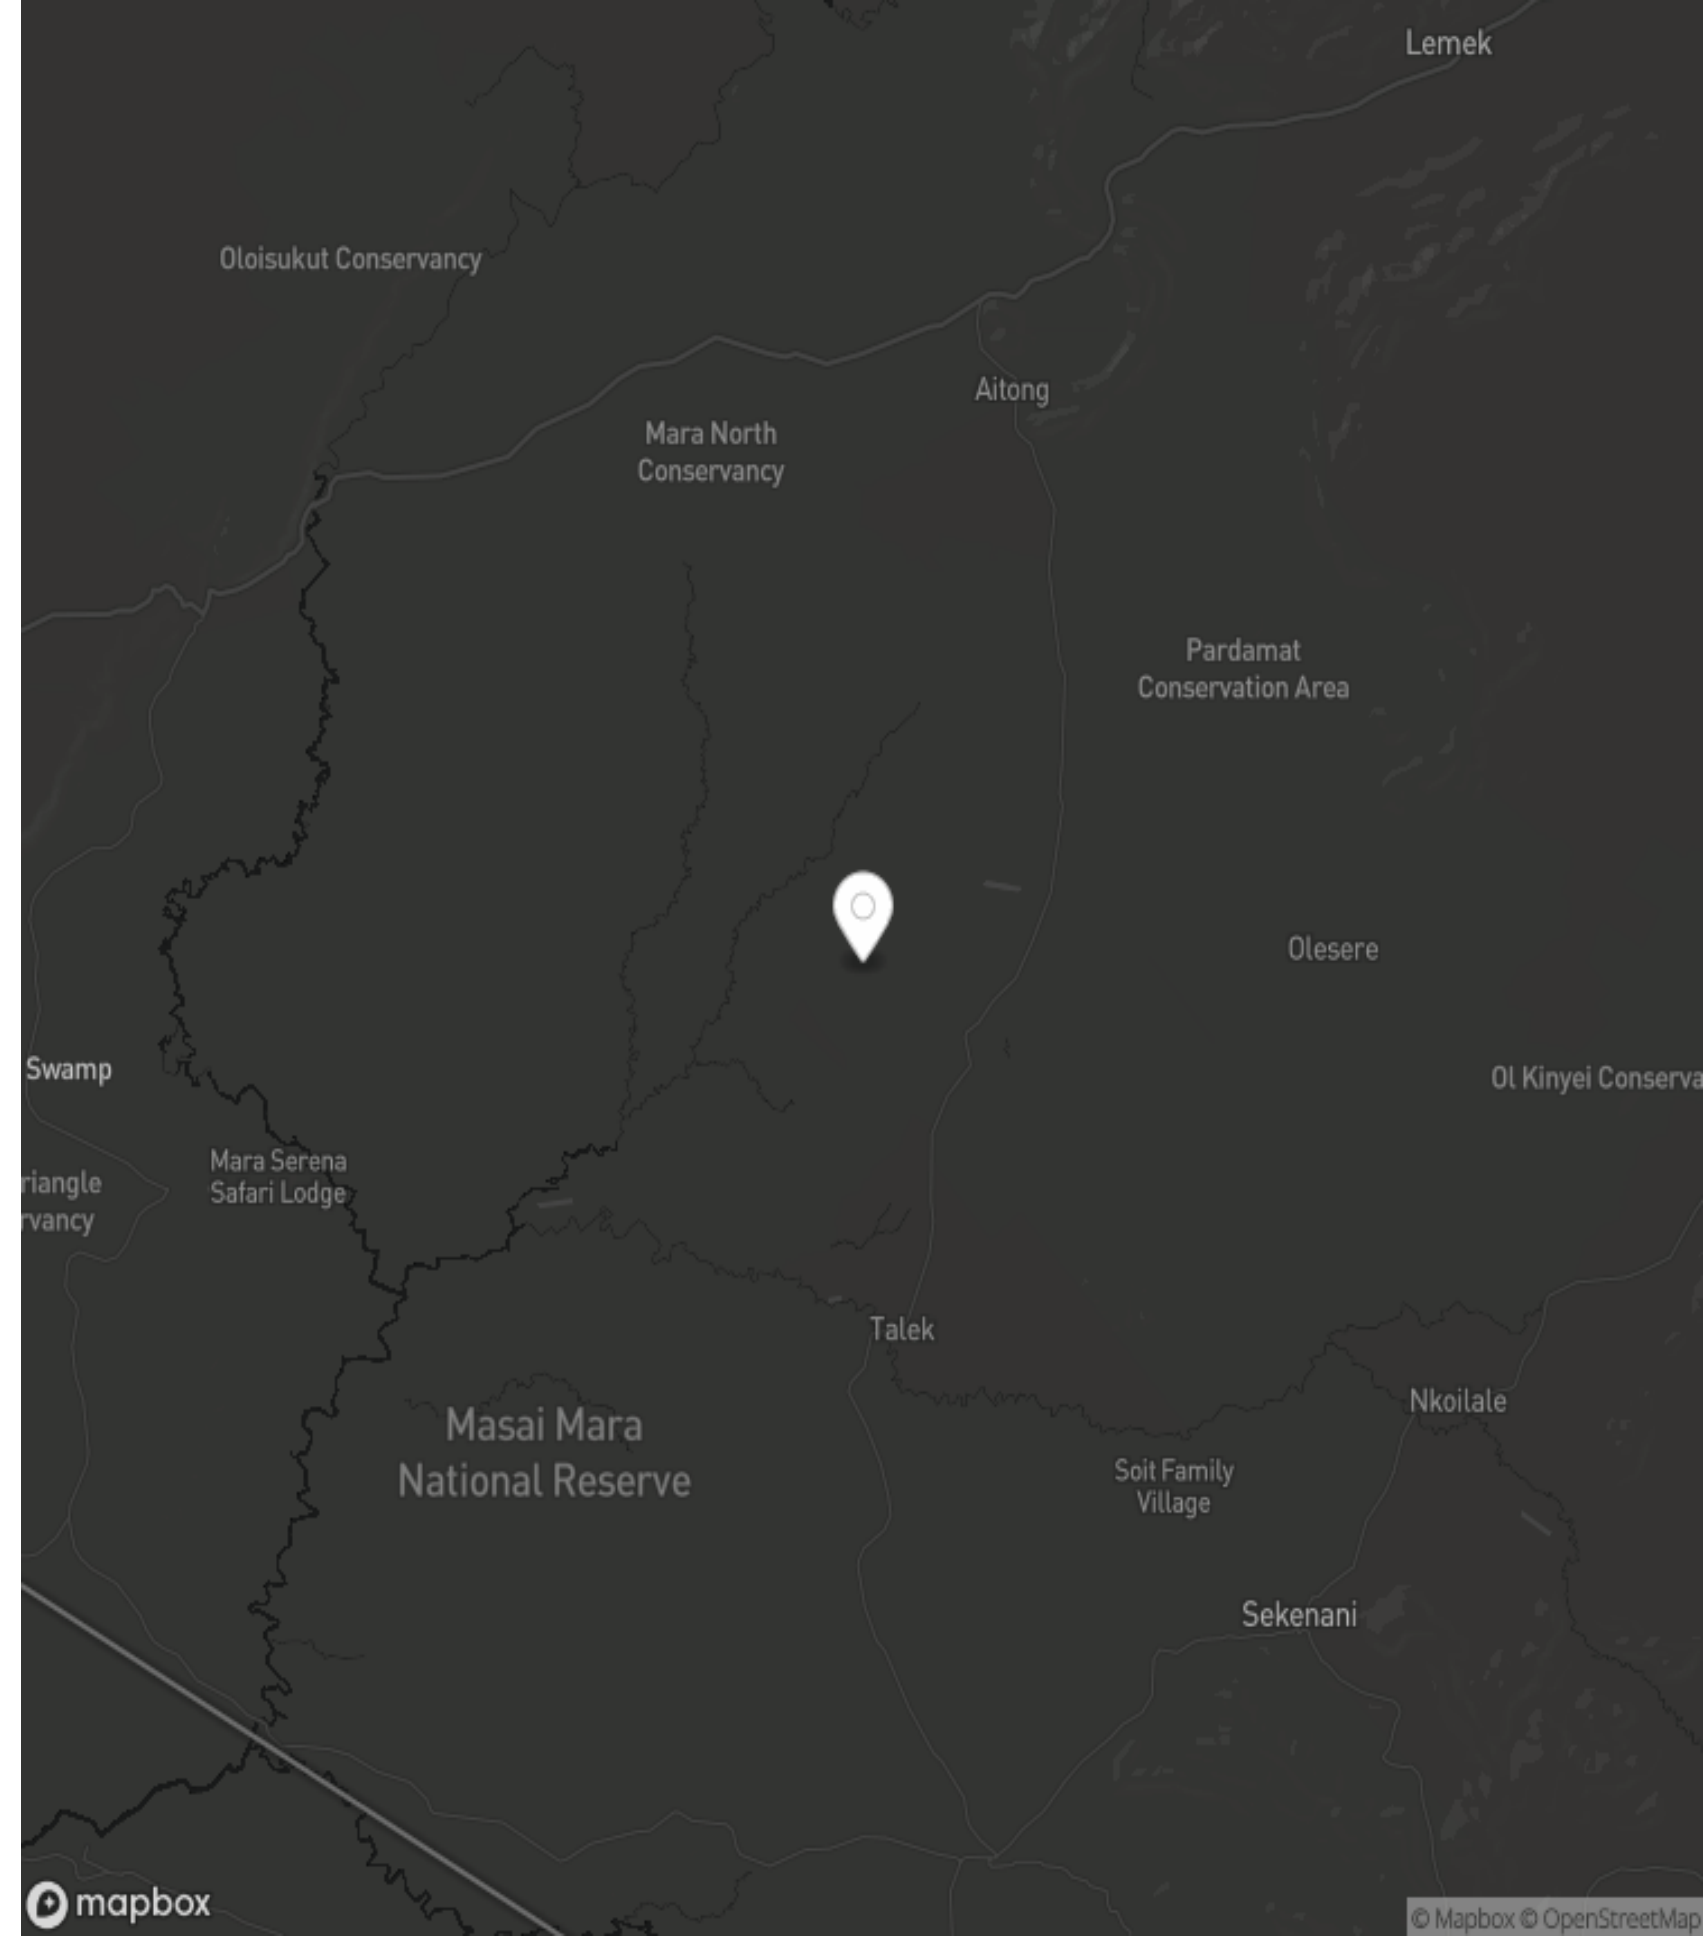 Lemek
Oloisukut Conservancy
Aitong
Mara North
Conservancy
Pardamat
Conservation Area
Olesere
Swamp
Ol Kinyei Conserva
Mara Serena
Safari Lodge
riangle
rvancy
Talek
Nkoilale
Masai Mara
National Reserve
Soit Family
Village
Sekenani
mapbox
© Mapbox © OpenStreetMap